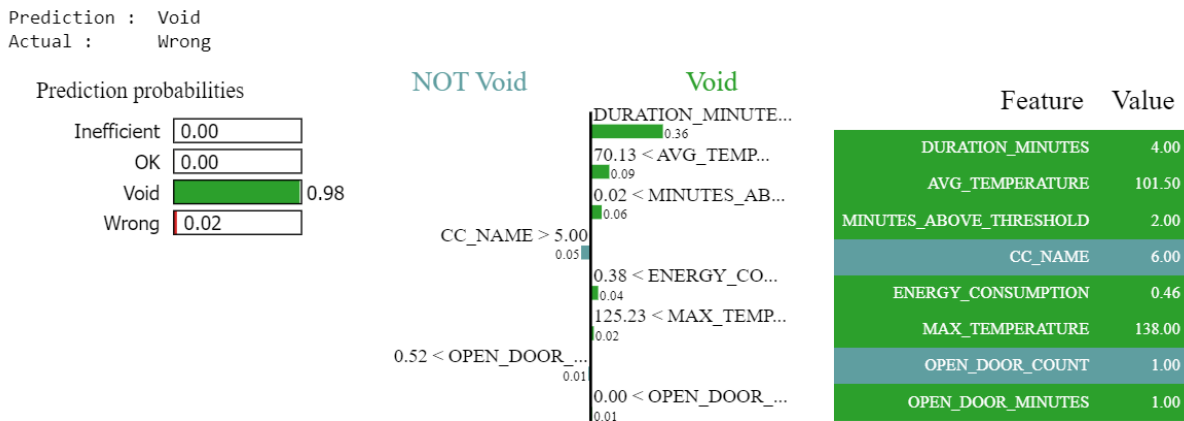 Prediction : Void
Actual : Wrong
Prediction probabilities
Inefficient 0.00
OK 0.00
Void 0.98
Wrong 0.02
NOT Void Void
DURATION_MINUTE...
0.36
70.13 < AVG_TEMP...
0.09
0.02 < MINUTES_AB...
0.06
CC_NAME > 5.00
0.05
0.38 < ENERGY_CO...
0.04
125.23 < MAX_TEMP...
0.02
0.52 < OPEN_DOOR_...
0.01
0.00 < OPEN_DOOR_...
0.01
Feature Value
DURATION_MINUTES 4.00
AVG_TEMPERATURE 101.50
MINUTES_ABOVE_THRESHOLD 2.00
CC_NAME 6.00
ENERGY_CONSUMPTION 0.46
MAX_TEMPERATURE 138.00
OPEN_DOOR_COUNT 1.00
OPEN_DOOR_MINUTES 1.00